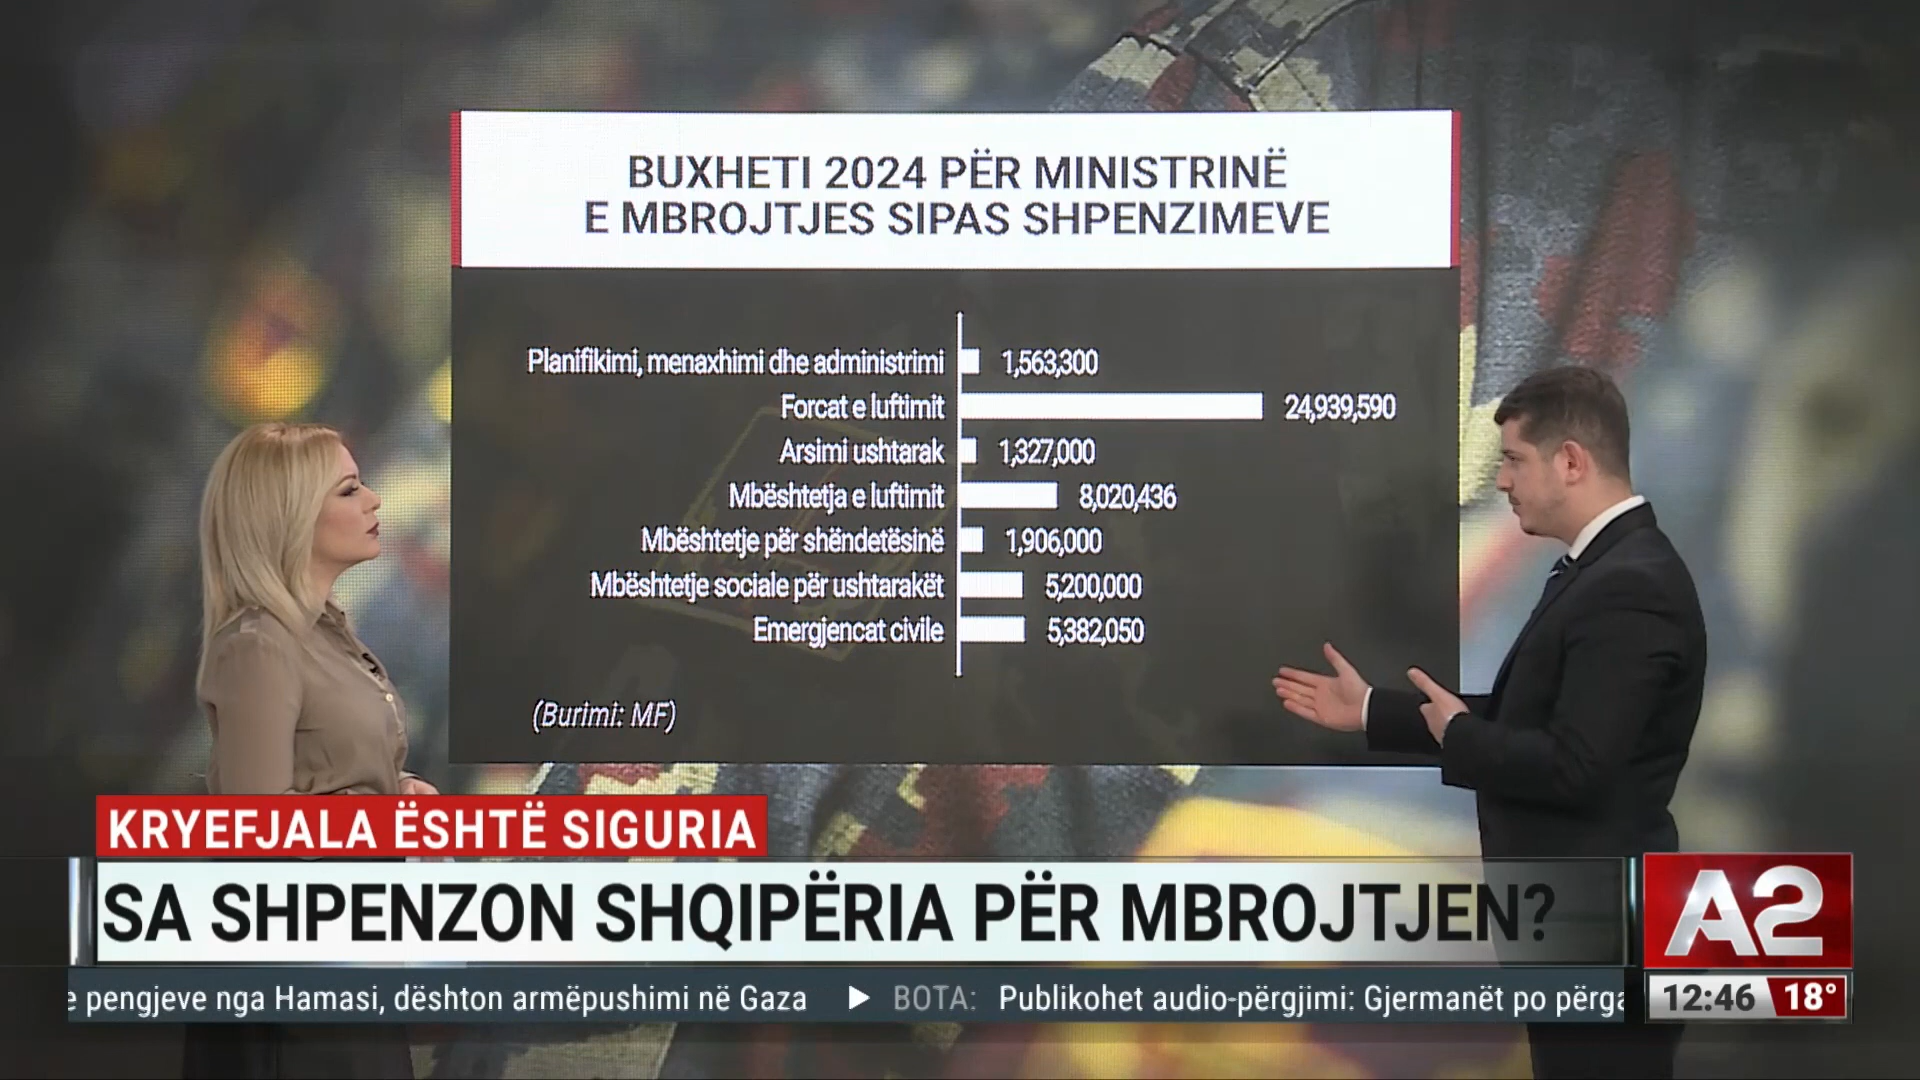 BUXHETI 2024 PËR MINISTRINË
E MBROJTJES SIPAS SHPENZIMEVE
Planifikimi, menaxhimi dhe administrimi 1,563,300
Forcat e luftimit 24,939,590
Arsimi ushtarak 1,327,000
Mbështetja e luftimit 8,020,436
Mbështetje për shëndetësinë 1,906,000
Mbështetje sociale për ushtarakët 5,200,000
Emergjencat civile 5,382,050
(Burimi: MF)
KRYEFJALA ËSHTË SIGURIA
SA SHPENZON SHQIPËRIA PËR MBROJTJEN?
A2
e pengjeve nga Hamasi, dështon armëpushimi në Gaza ▶ BOTA: Publikohet audio-përgjimi: Gjermanët po përga
12:46 18°